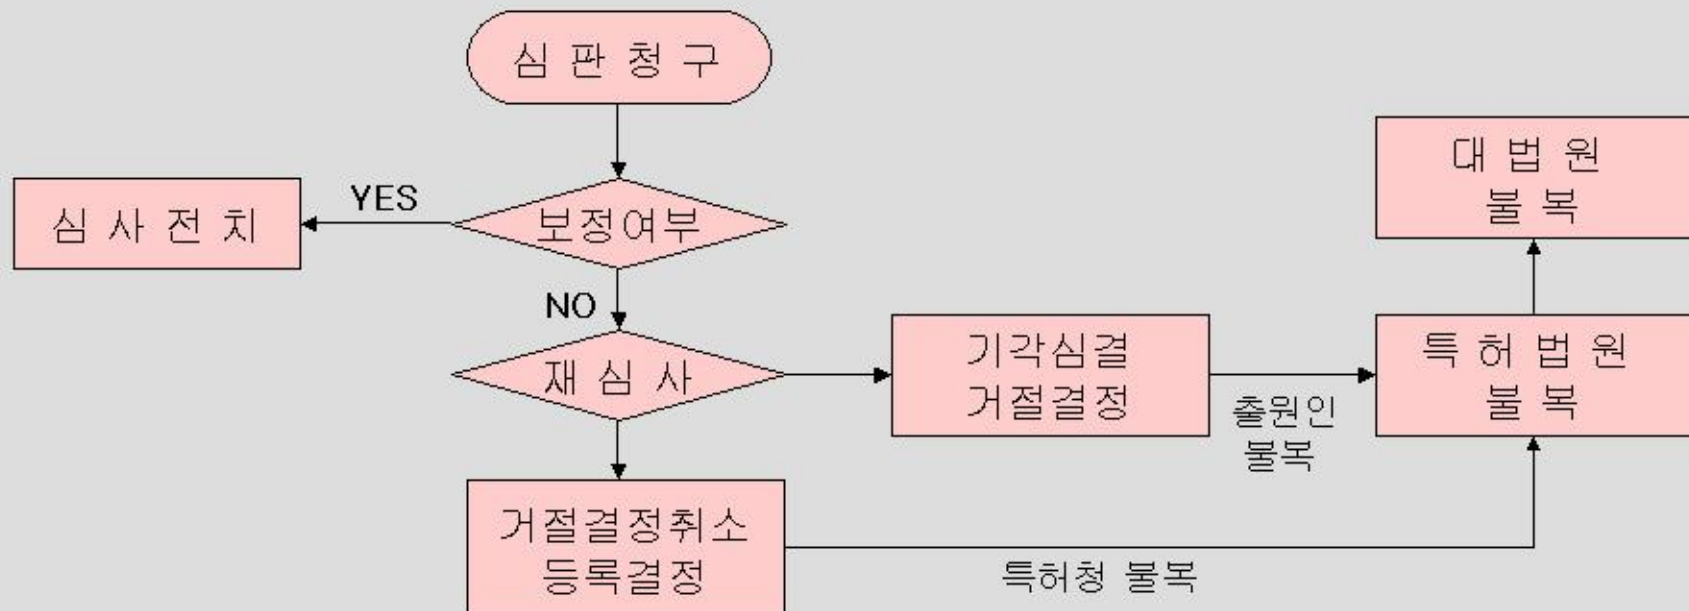 심 판 청 구
대 법 원
불 복
YES
심 사 전 치
보정여부
NO
재 심 사
기각심결
거절결정
출원인
불복
특 허 법 원
불 복
거절결정취소
등록결정
특허청 불복